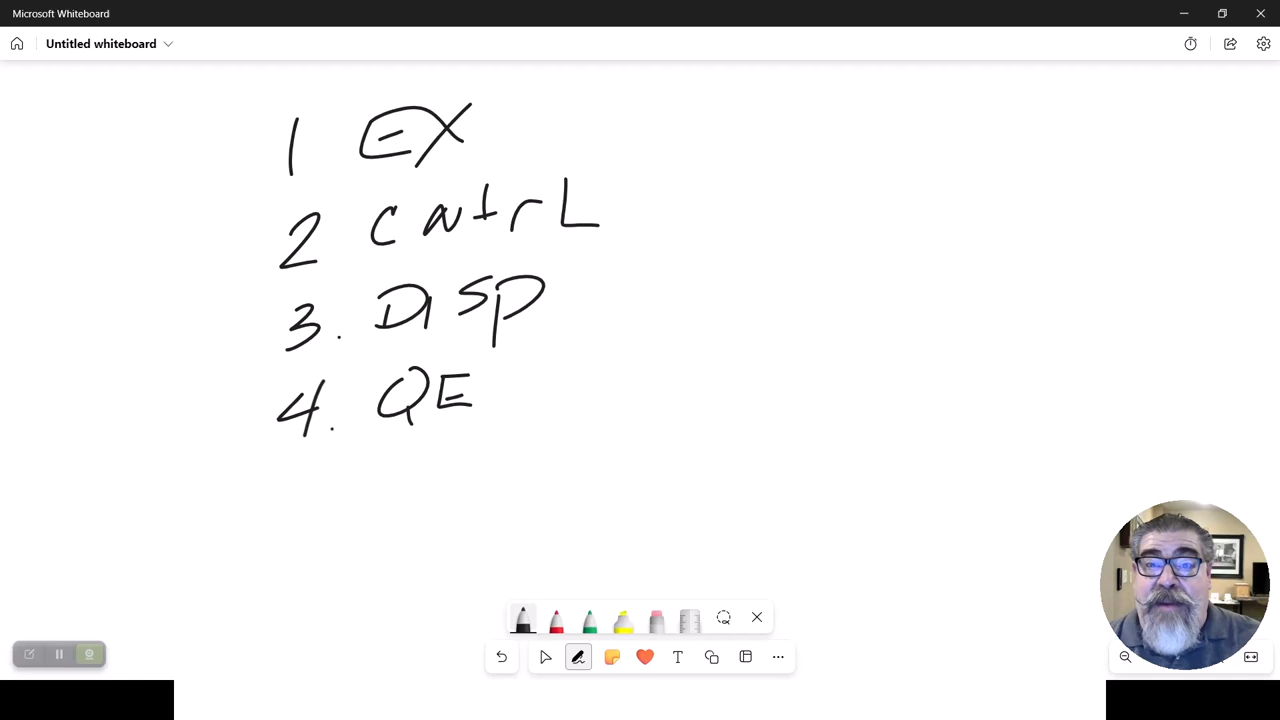 Microsoft Whiteboard
Untitled whiteboard
1 EX
2 CntrL
3. DISP
4. QE
T